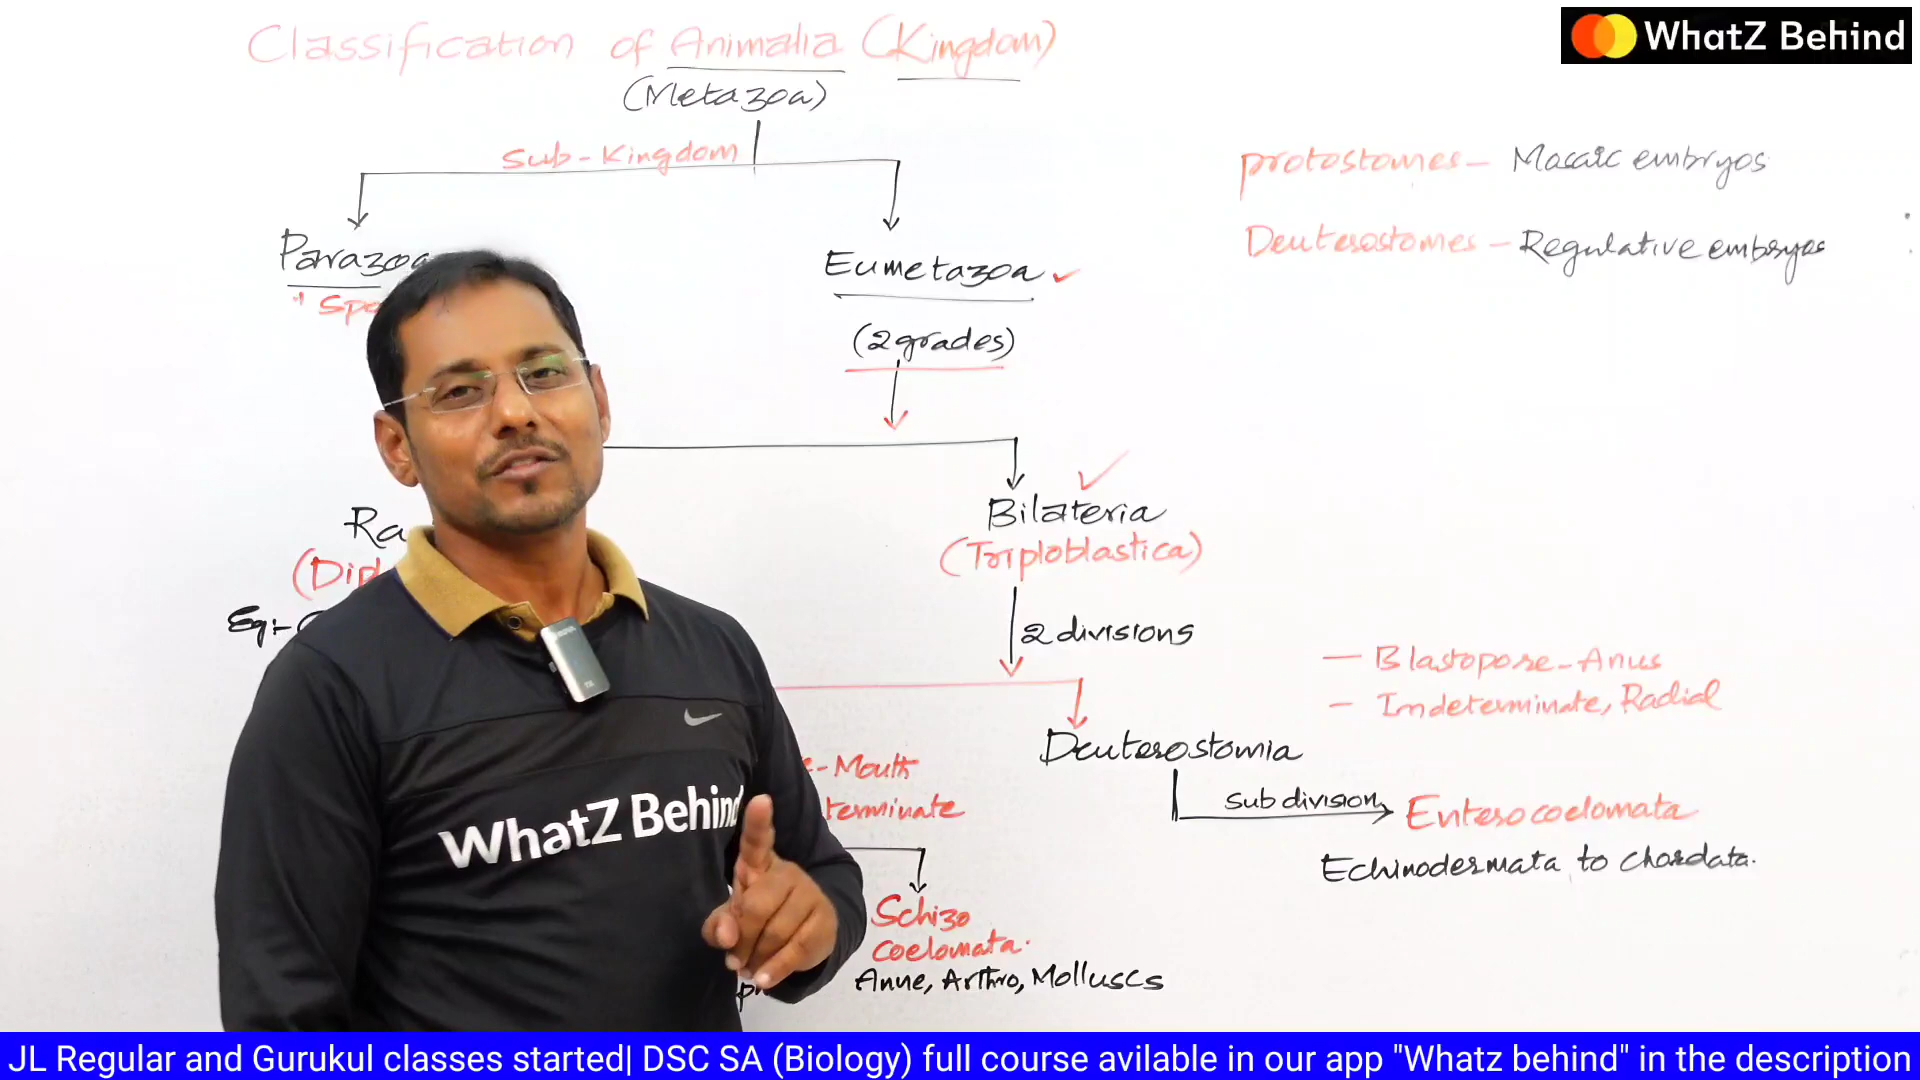 Classification of Animalia (Kingdom)
(Metazoa)
Sub-Kingdom
Parazoa
Eumetazoa
(2 grades)
Bilateria
(Triploblastica)
2 divisions
Deuterostomia
- Blastopore-Anus
- Indeterminate, Radial
sub division
Enterocoelomata
Echinodermata to chordata.
-Mouth
Schizo
coelomata.
Anne, Arthro, Molluscs
Eg:-
protostomes - Mosaic embryos
Deuterostomes - Regulative embryos
WhatZ Behind
WhatZ Behind
JL Regular and Gurukul classes started| DSC SA (Biology) full course avilable in our app "Whatz behind" in the description